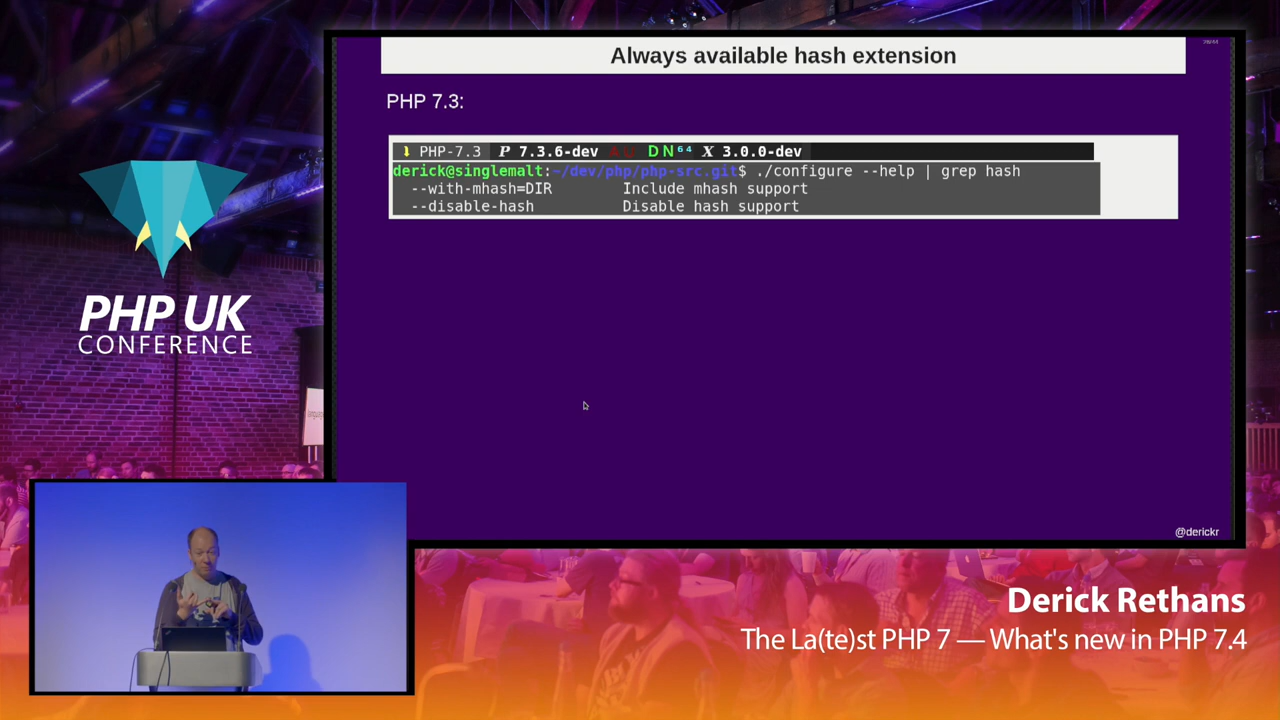 Always available hash extension
PHP 7.3:
PHP-7.3 P 7.3.6-dev DN⁶⁴ X 3.0.0-dev
derick@singlemalt:~/dev/php/php-src.git$ ./configure --help | grep hash
--with-mhash=DIR Include mhash support
--disable-hash Disable hash support
@derickr
PHP UK
CONFERENCE
Derick Rethans
The La(te)st PHP 7 — What's new in PHP 7.4